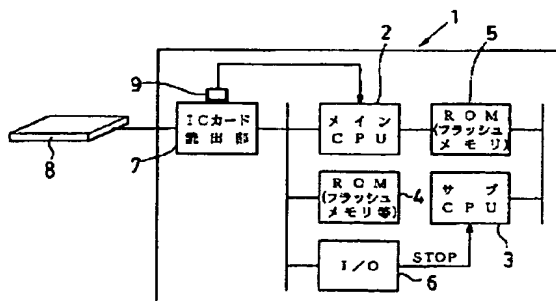 1
2
5
9
ICカード
読出部
メイン
CPU
ROM
(フラッシュ
メモリ)
8
7
ROM
(フラッシュ
メモリ等)
4
サブ
CPU
I/O
STOP
3
6